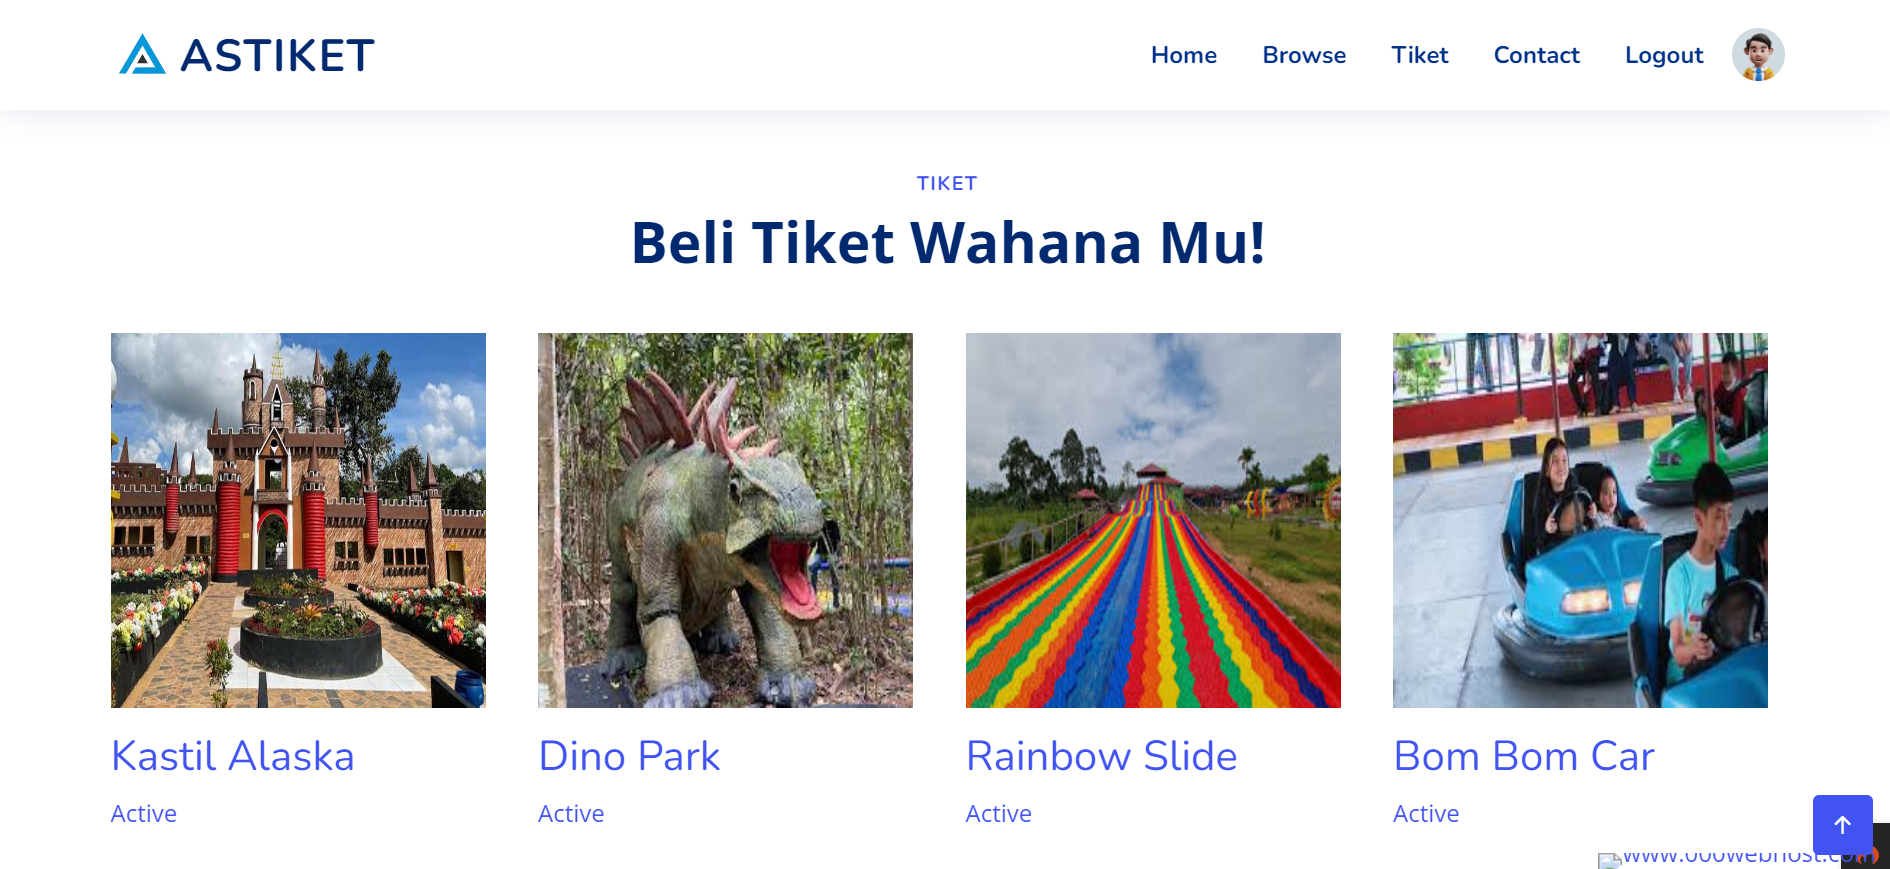 ASTIKET
Home Browse Tiket Contact Logout
TIKET
Beli Tiket Wahana Mu!
Kastil Alaska Dino Park Rainbow Slide Bom Bom Car
Active Active Active Active
www.000webhost.com